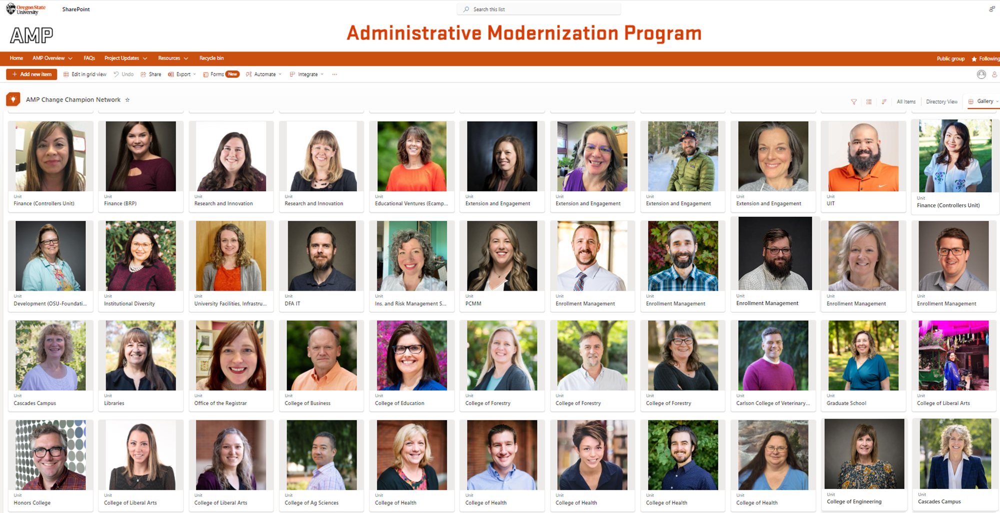 Oregon State
University
SharePoint
Search this list
AMP
Administrative Modernization Program
Home
AMP Overview
FAQs
Project Updates
Resources
Recycle bin
Public group
Following
+ Add new item
Edit in grid view
Undo
Share
Export
Forms
New
Automate
Integrate
...
AMP Change Champion Network
All Items
Directory View
Gallery
Unit
Finance (Controllers Unit)
Unit
Finance (BRP)
Unit
Research and Innovation
Unit
Research and Innovation
Unit
Educational Ventures (Ecamp...
Unit
Extension and Engagement
Unit
Extension and Engagement
Unit
Extension and Engagement
Unit
Extension and Engagement
Unit
UIT
Unit
Finance (Controllers Unit)
Unit
Development (OSU-Foundati...
Unit
Institutional Diversity
Unit
University Facilities, Infrastru...
Unit
DFA IT
Unit
Ins. and Risk Management S...
Unit
PCMM
Unit
Enrollment Management
Unit
Enrollment Management
Unit
Enrollment Management
Unit
Enrollment Management
Unit
Enrollment Management
Unit
Cascades Campus
Unit
Libraries
Unit
Office of the Registrar
Unit
College of Business
Unit
College of Education
Unit
College of Forestry
Unit
College of Forestry
Unit
College of Forestry
Unit
Carlson College of Veterinary...
Unit
Graduate School
Unit
College of Liberal Arts
Unit
Honors College
Unit
College of Liberal Arts
Unit
College of Liberal Arts
Unit
College of Ag Sciences
Unit
College of Health
Unit
College of Health
Unit
College of Health
Unit
College of Health
Unit
College of Health
Unit
College of Engineering
Unit
Cascades Campus